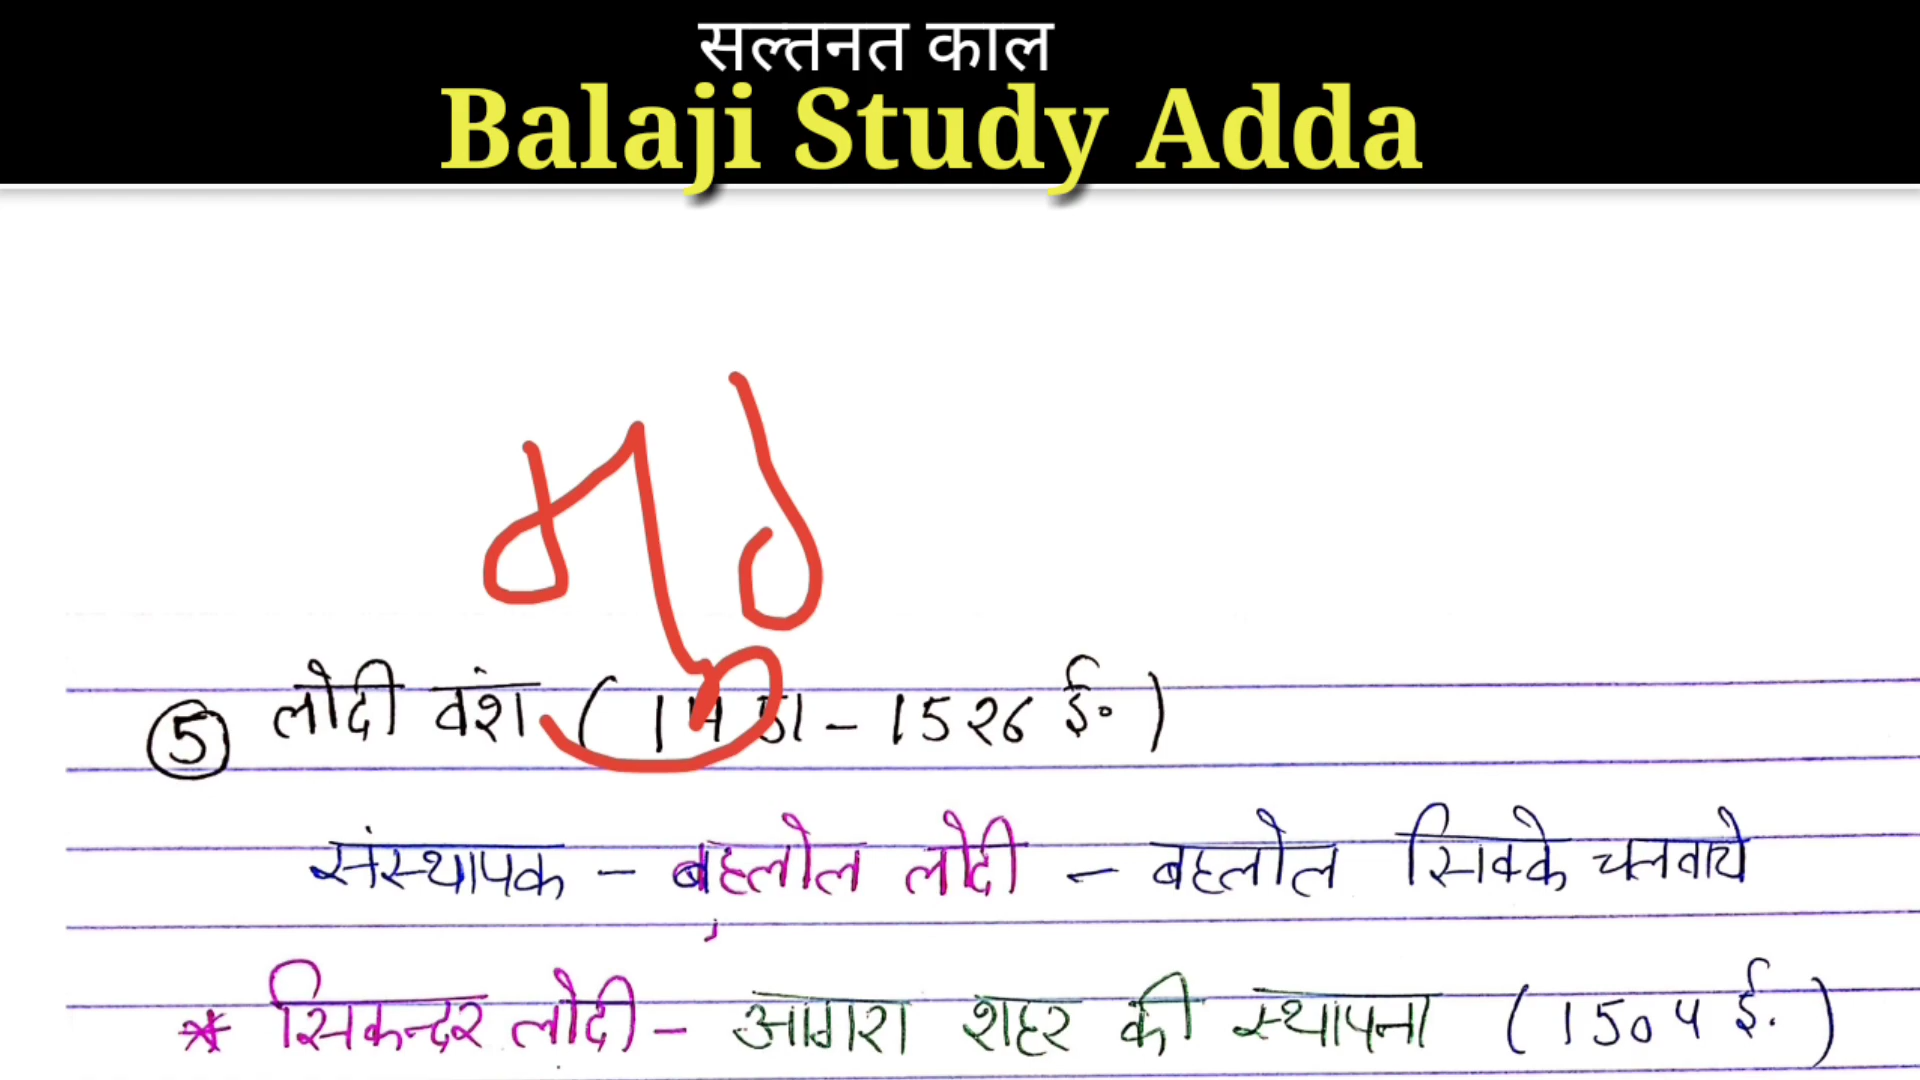 सल्तनत काल
Balaji Study Adda
5 लोदी वंश ( 1451 - 1526 ई. )
संस्थापक - बहलोल लोदी - बहलोल सिक्के चलवाये
* सिकन्दर लोदी - आगरा शहर की स्थापना ( 1504 ई. )